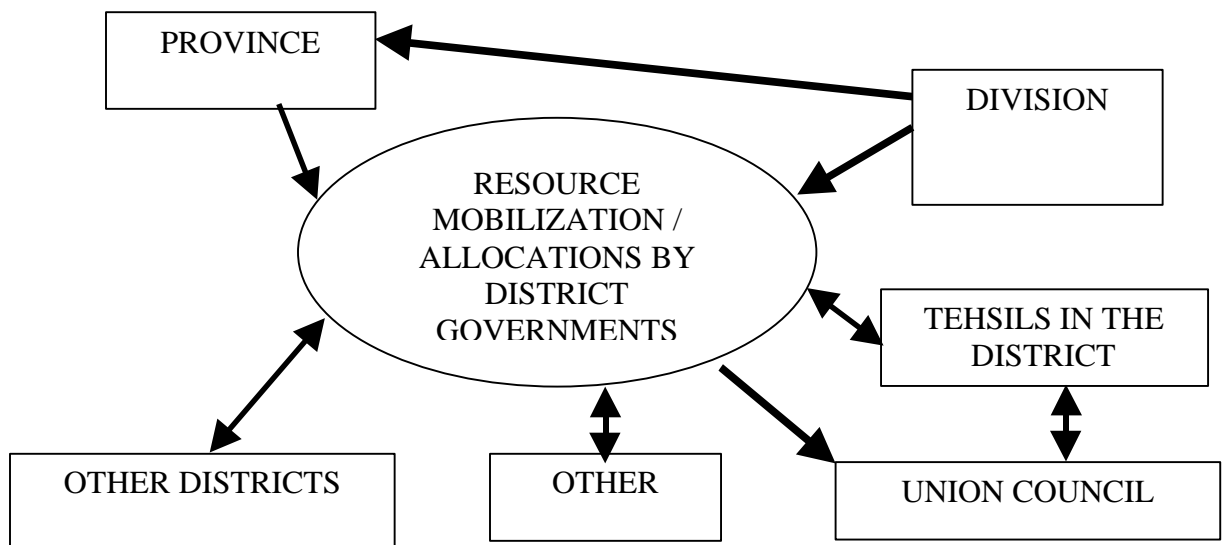 PROVINCE
DIVISION
RESOURCE
MOBILIZATION /
ALLOCATIONS BY
DISTRICT
GOVERNMENTS
TEHSILS IN THE
DISTRICT
OTHER DISTRICTS
OTHER
UNION COUNCIL